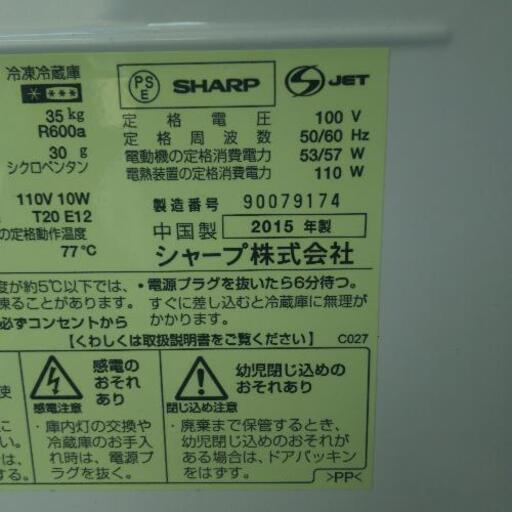 冷凍冷蔵庫
35 kg
R600a
30 g
シクロペンタン
110V 10W
T20 E12
の定格動作温度
77℃
PS E SHARP S JET
定格電圧 100 V
定格周波数 50/60 Hz
電動機の定格消費電力 53/57 W
電熱装置の定格消費電力 110 W
製造番号 90079174
中国製 2015 年製
シャープ株式会社
度が約5℃以下では、
凍ることがあります。
必ずコンセントから
・電源プラグを抜いたら6分待つ。
すぐに差し込むと冷蔵庫に無理が
かかります。
【くわしくは取扱説明書をご覧ください】 C027
感電注意
感電の
おそれ
あり
・庫内灯の交換や
冷蔵庫のお手入
れ時は、電源プ
ラグを抜く。
閉じ込め注意
幼児閉じ込めの
おそれあり
・廃棄まで保管するとき、
幼児閉じ込めのおそれが
ある場合は、ドアパッキン
をはずす。
>PP<